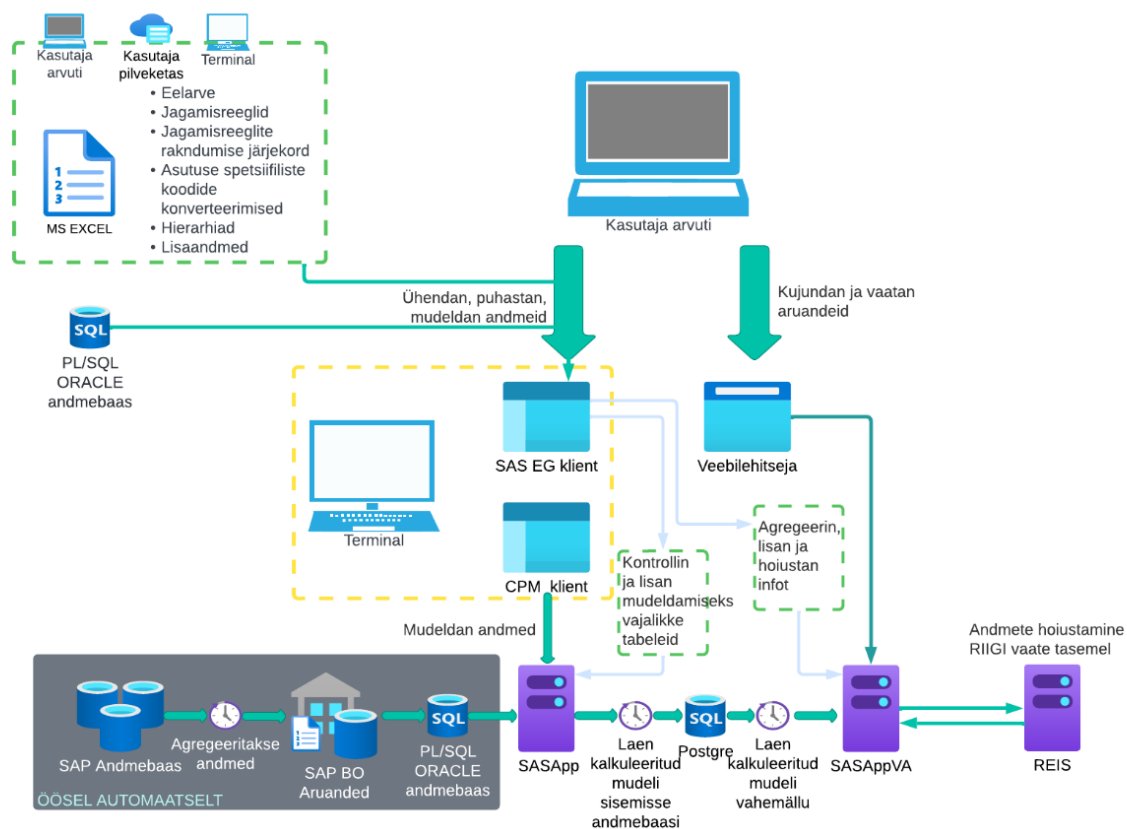 Kasutaja
arvuti
Kasutaja
pilveketas
Terminal
• Eelarve
• Jagamisreeglid
• Jagamisreeglite
rakndumise järjekord
• Asutuse spetsiifiliste
koodide
konverteerimised
• Hierarhiad
• Lisaandmed
1
2
3
MS EXCEL
Kasutaja arvuti
Ühendan, puhastan,
mudeldan andmeid
Kujundan ja vaatan
aruandeid
SQL
PL/SQL
ORACLE
andmebaas
SAS EG klient
Veebilehitseja
Terminal
CPM klient
Kontrollin
ja lisan
mudeldamiseks
vajalikke
tabeleid
Agregeerin,
lisan ja
hoiustan
infot
Mudeldan andmed
Andmete hoiustamine
RIIGI vaate tasemel
SAP Andmebaas
Agregeeritakse
andmed
SAP BO
Aruanded
SQL
PL/SQL
ORACLE
andmebaas
ÖÖSEL AUTOMAATSELT
SASApp
Laen
kalkuleeritud
mudeli
sisemisse
andmebaasi
SQL
Postgre
Laen
kalkuleeritud
mudeli
vahemällu
SASAppVA
REIS